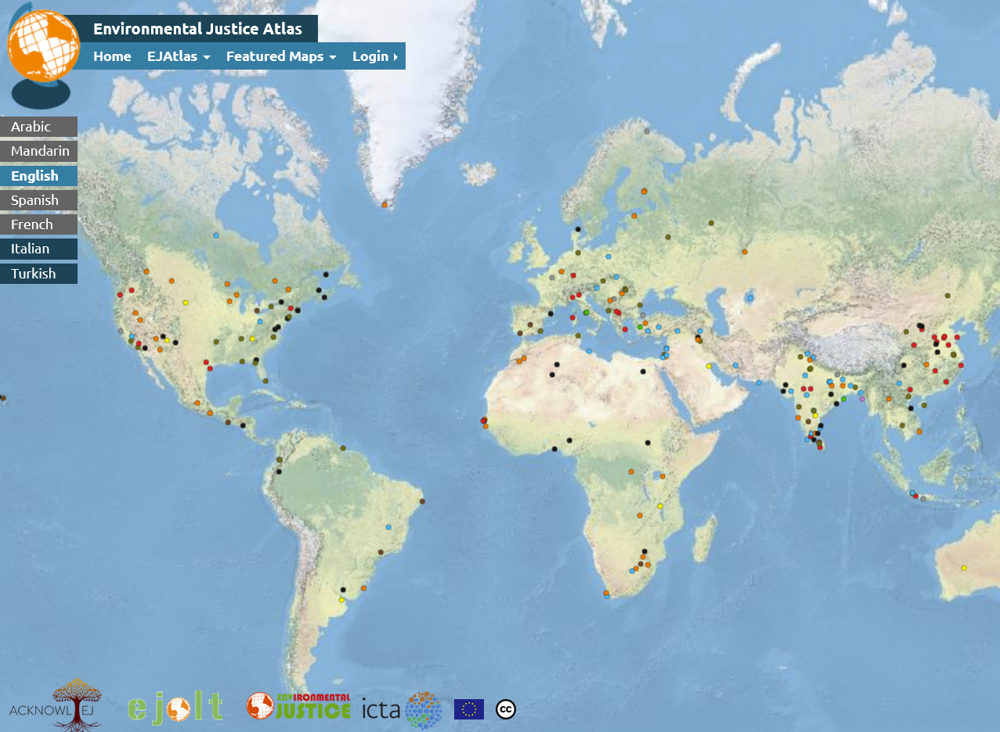 Environmental Justice Atlas
Home EJAtlas Featured Maps Login
Arabic
Mandarin
English
Spanish
French
Italian
Turkish
ACKNOWL EJ
ejolt
ENVIRONMENTAL
JUSTICE
icta
cc